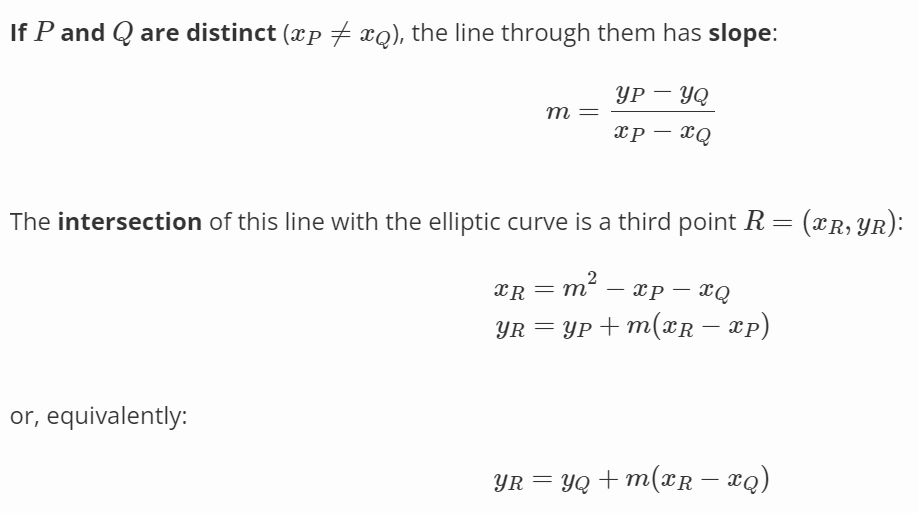 If P and Q are distinct (x_P ≠ x_Q), the line through them has slope:
m = \frac{y_P − y_Q}{x_P − x_Q}
The intersection of this line with the elliptic curve is a third point R = (x_R, y_R):
x_R = m^2 − x_P − x_Q
y_R = y_P + m(x_R − x_P)
or, equivalently:
y_R = y_Q + m(x_R − x_Q)